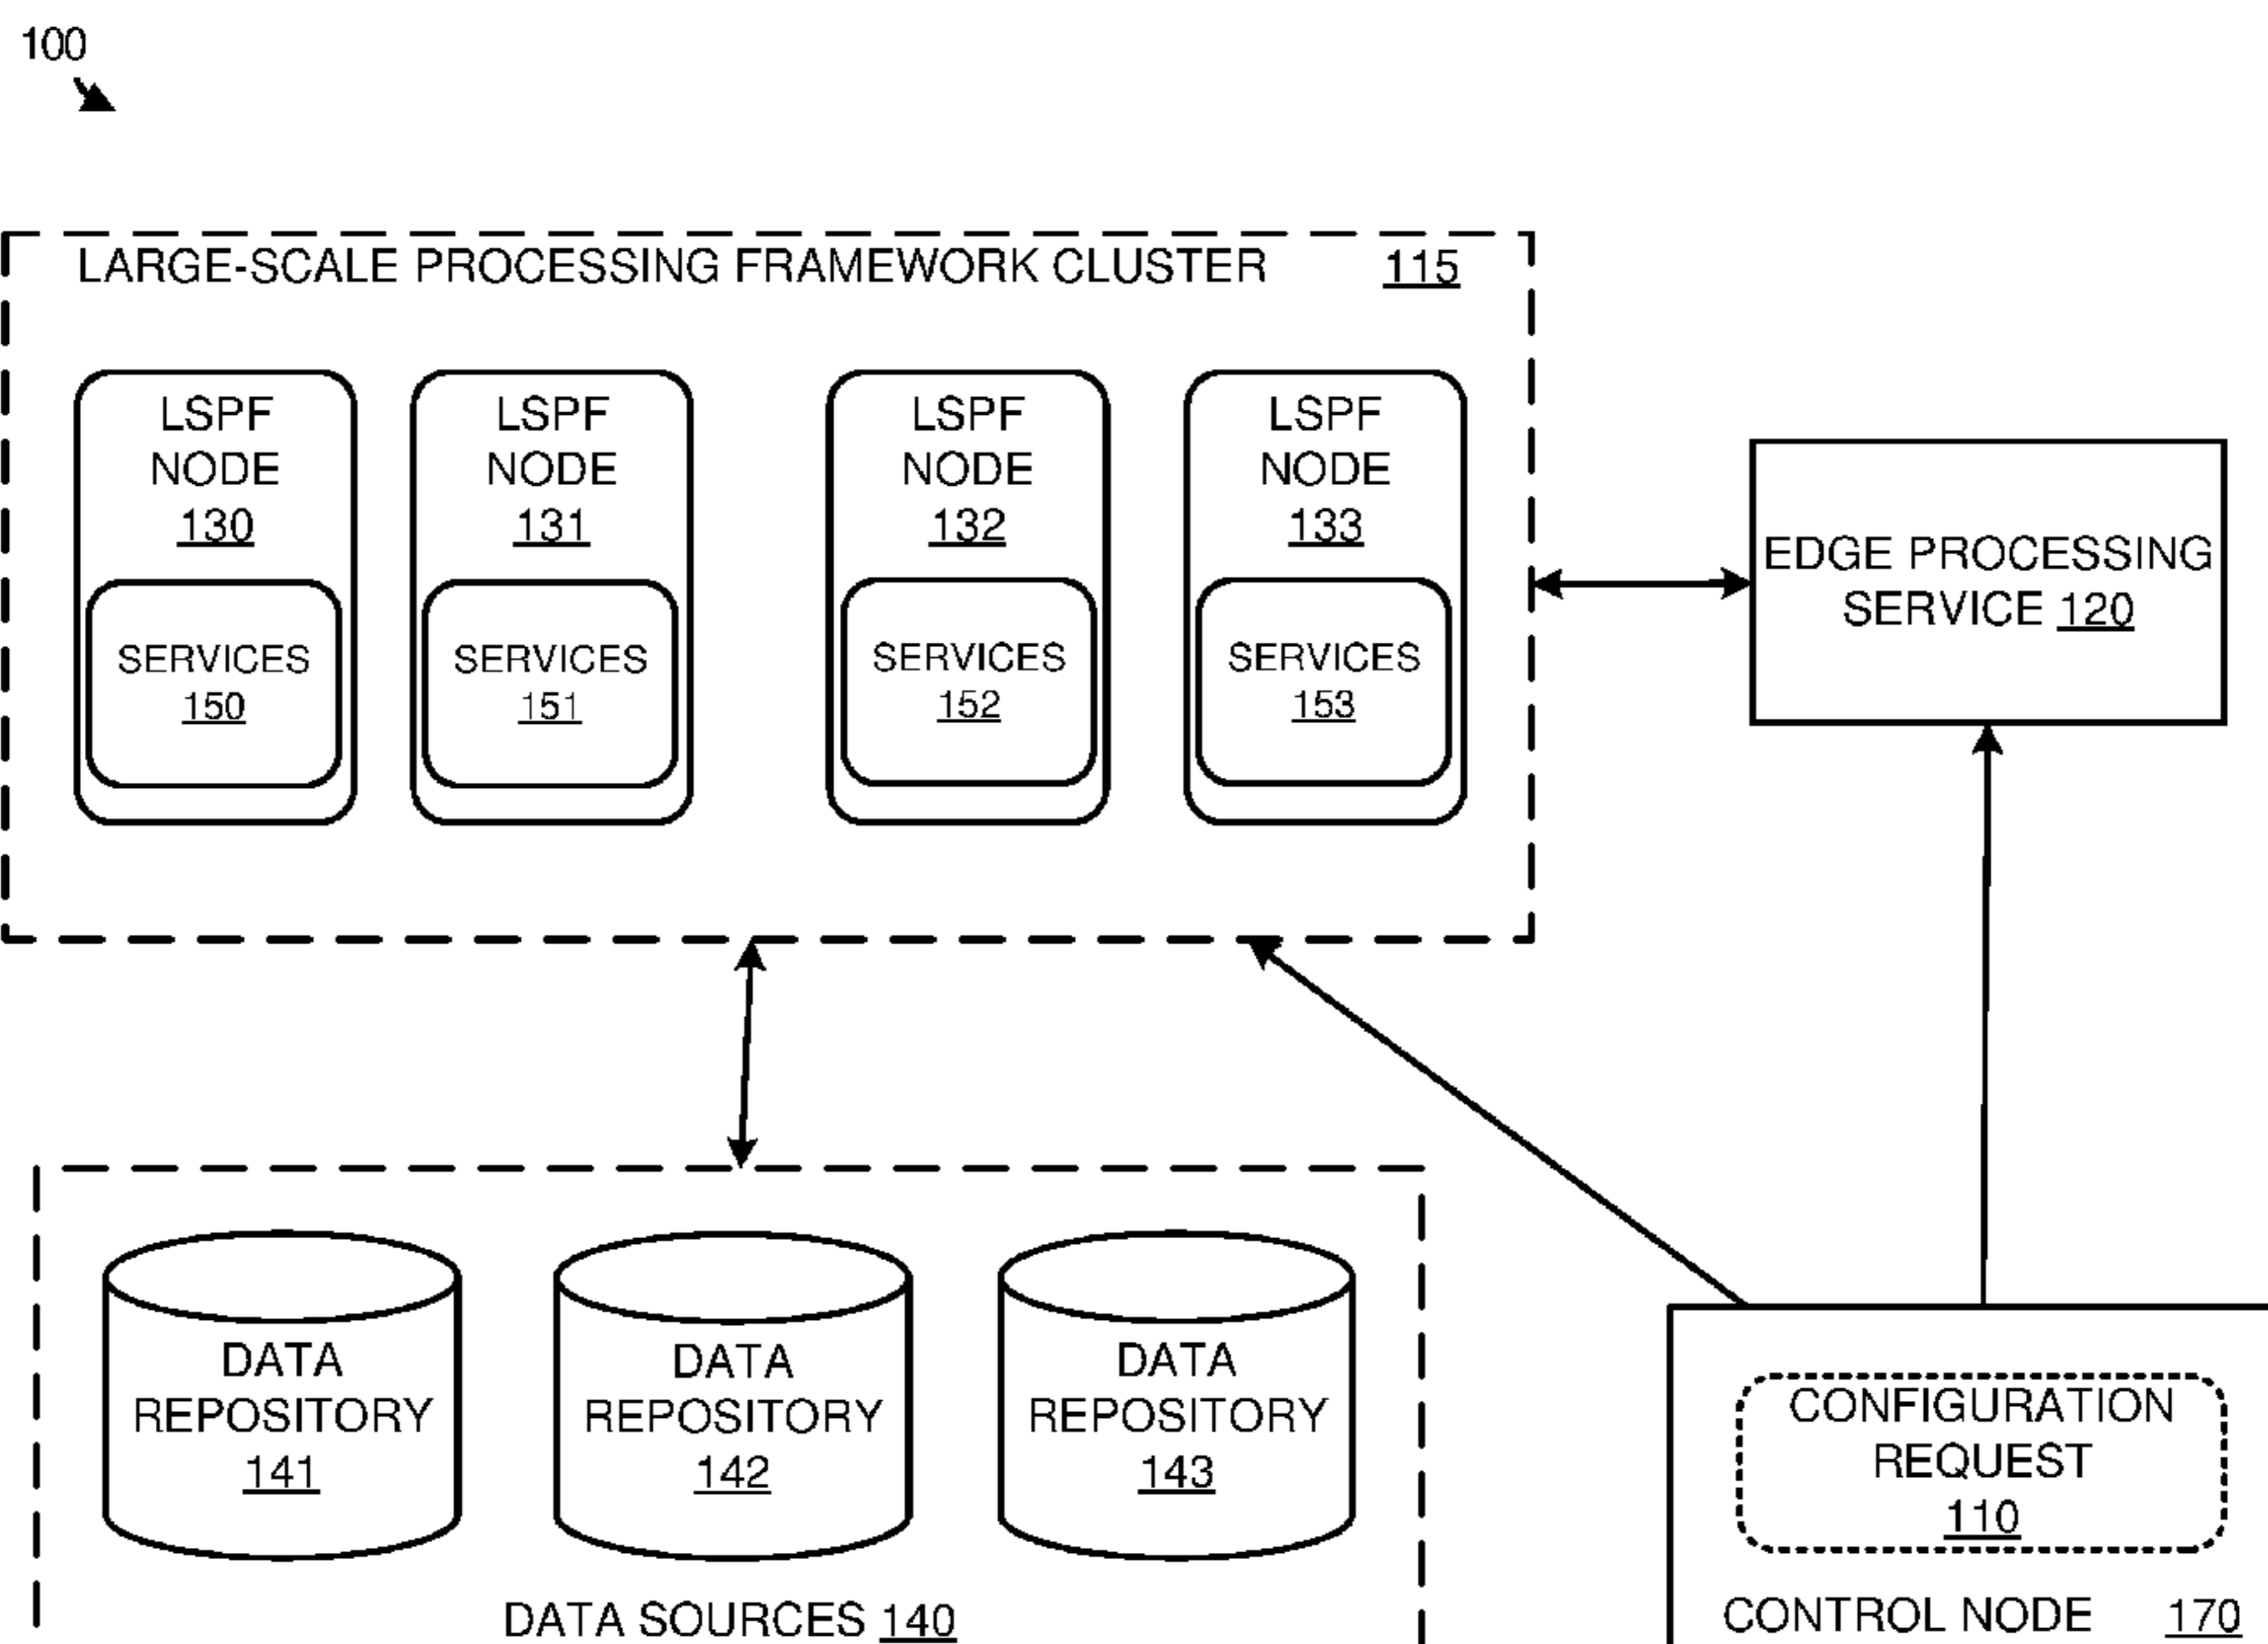 100
LARGE-SCALE PROCESSING FRAMEWORK CLUSTER 115
LSPF
NODE
130
SERVICES
150
LSPF
NODE
131
SERVICES
151
LSPF
NODE
132
SERVICES
152
LSPF
NODE
133
SERVICES
153
EDGE PROCESSING
SERVICE 120
DATA
REPOSITORY
141
DATA
REPOSITORY
142
DATA
REPOSITORY
143
DATA SOURCES 140
CONFIGURATION
REQUEST
110
CONTROL NODE 170